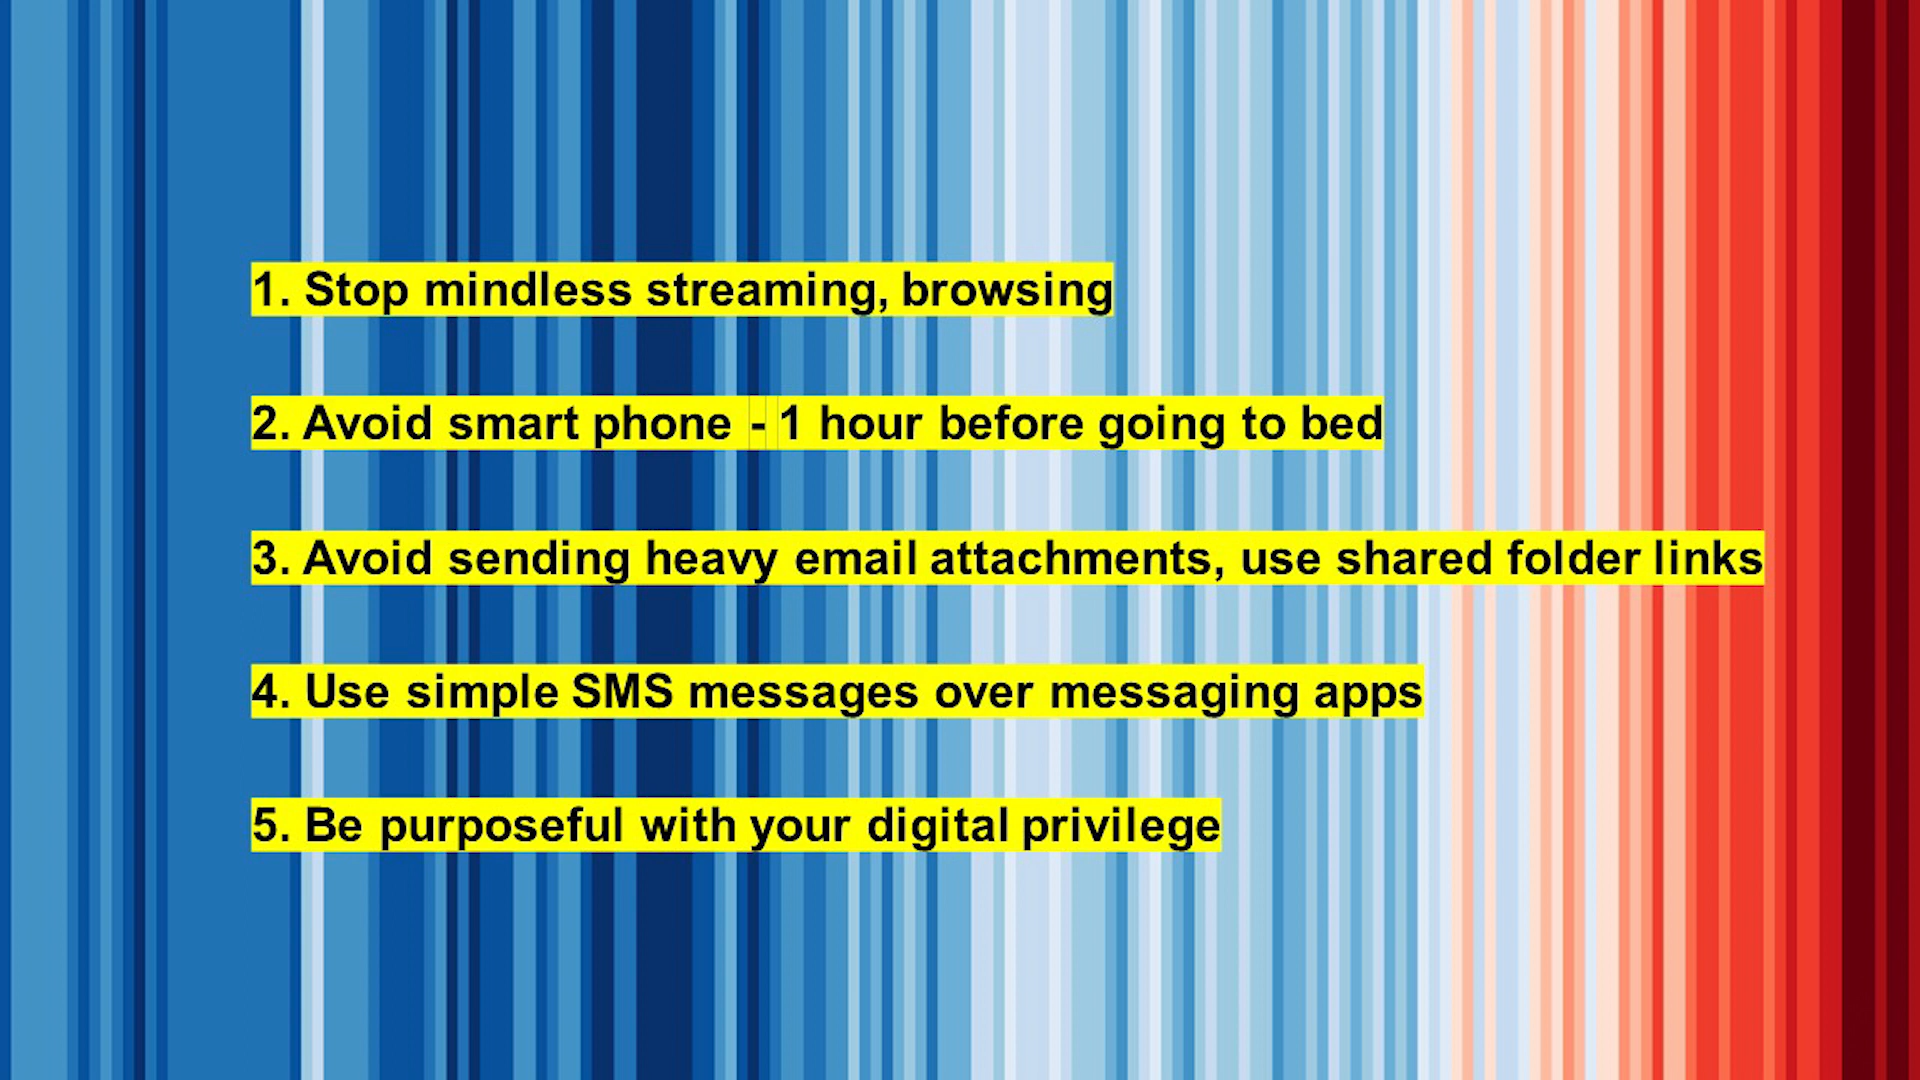 1. Stop mindless streaming, browsing
2. Avoid smart phone - 1 hour before going to bed
3. Avoid sending heavy email attachments, use shared folder links
4. Use simple SMS messages over messaging apps
5. Be purposeful with your digital privilege